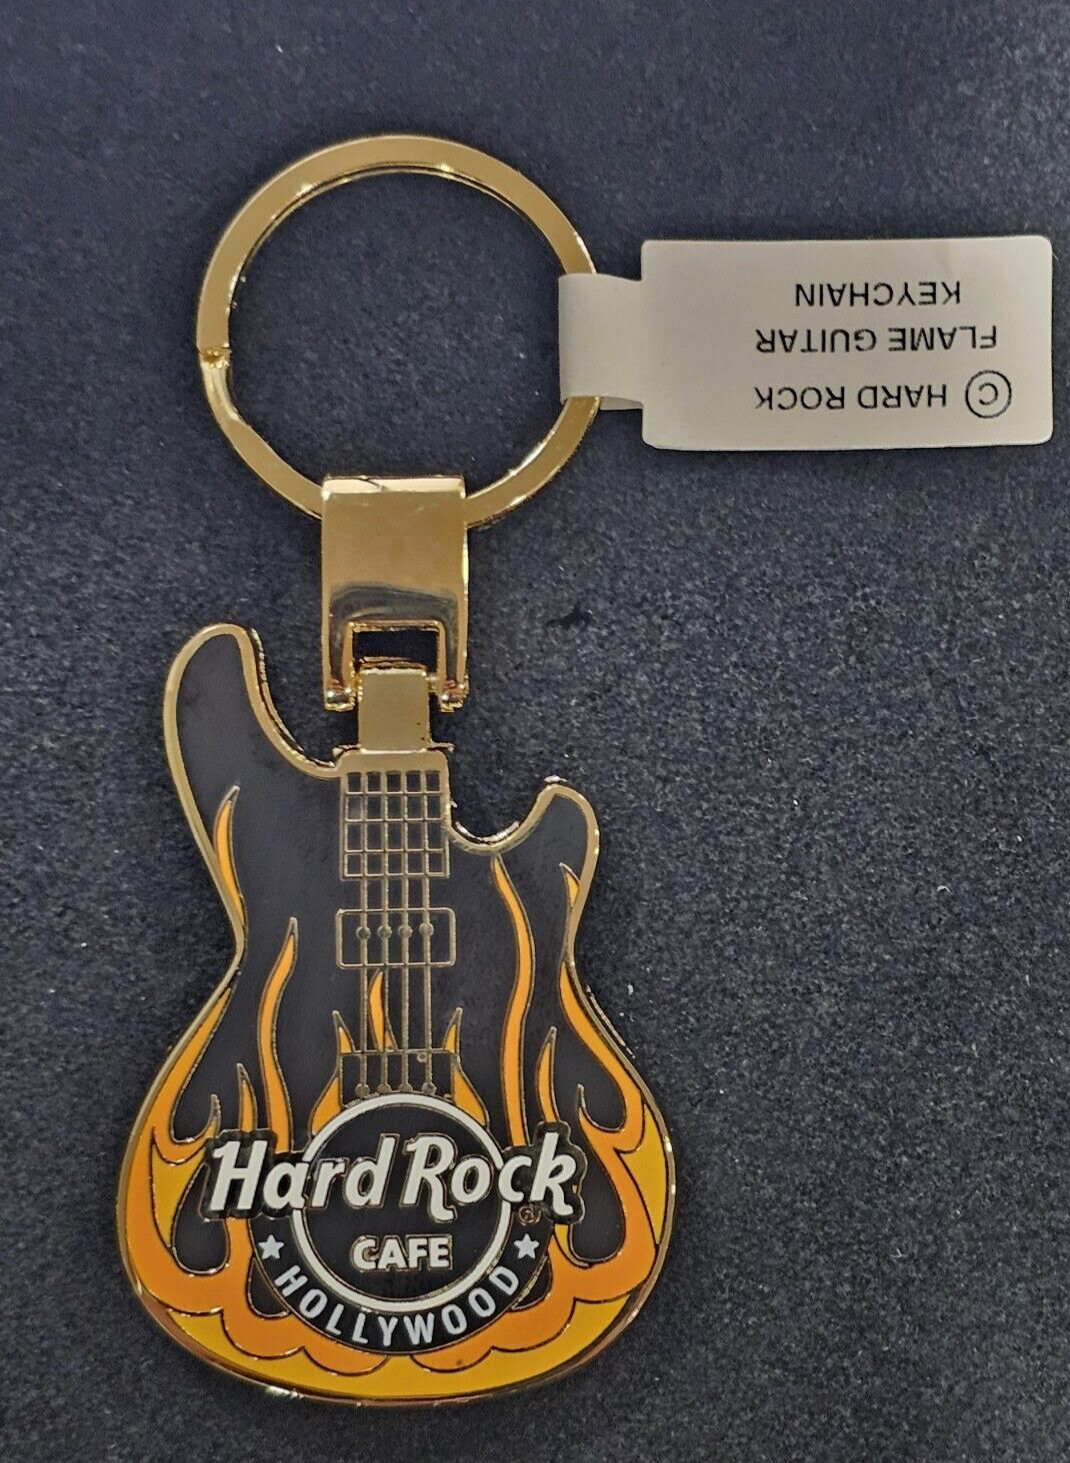 © HARD ROCK
FLAME GUITAR
KEYCHAIN
Hard Rock
®
CAFE
HOLLYWOOD